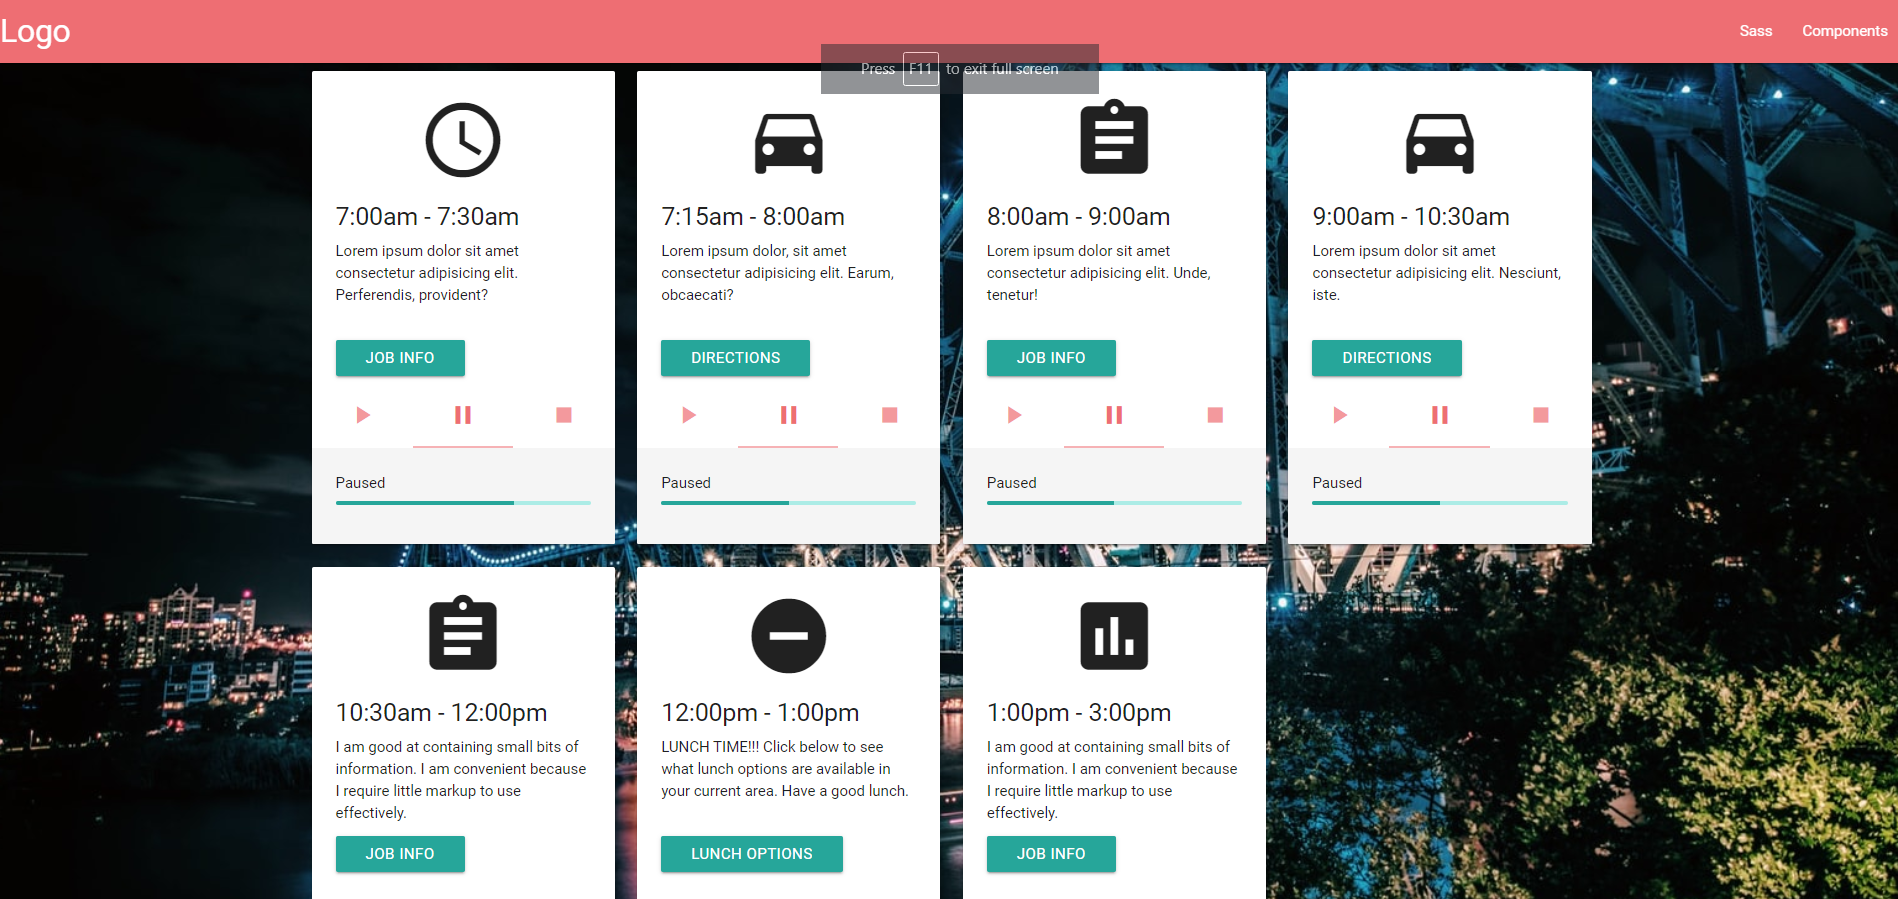 Logo
Sass Components
Press F11 to exit full screen
7:00am - 7:30am
Lorem ipsum dolor sit amet
consectetur adipisicing elit.
Perferendis, provident?
JOB INFO
Paused
7:15am - 8:00am
Lorem ipsum dolor, sit amet
consectetur adipisicing elit. Earum,
obcaecati?
DIRECTIONS
Paused
8:00am - 9:00am
Lorem ipsum dolor sit amet
consectetur adipisicing elit. Unde,
tenetur!
JOB INFO
Paused
9:00am - 10:30am
Lorem ipsum dolor sit amet
consectetur adipisicing elit. Nesciunt,
iste.
DIRECTIONS
Paused
10:30am - 12:00pm
I am good at containing small bits of
information. I am convenient because
I require little markup to use
effectively.
JOB INFO
12:00pm - 1:00pm
LUNCH TIME!!! Click below to see
what lunch options are available in
your current area. Have a good lunch.
LUNCH OPTIONS
1:00pm - 3:00pm
I am good at containing small bits of
information. I am convenient because
I require little markup to use
effectively.
JOB INFO